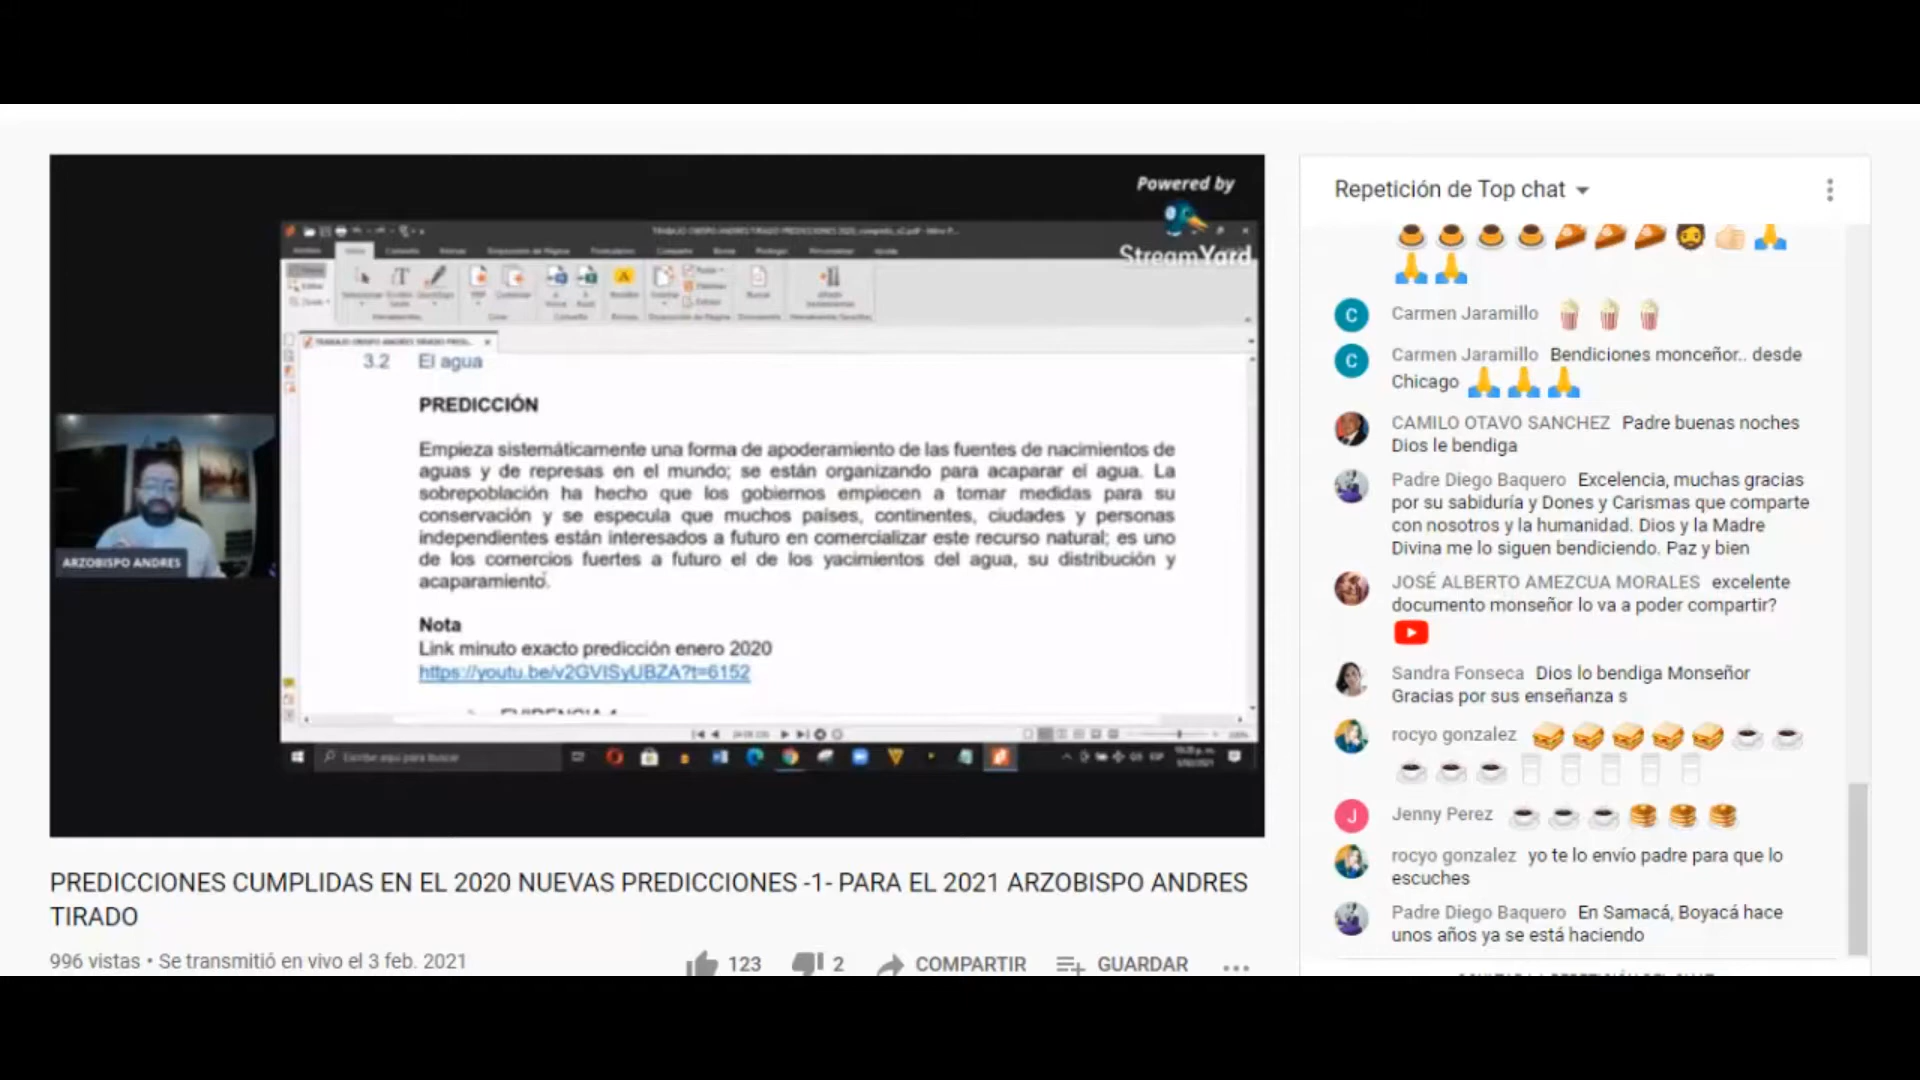 Powered by
StreamYard
3.2 El agua
PREDICCIÓN
Empieza sistemáticamente una forma de apoderamiento de las fuentes de nacimientos de
aguas y de represas en el mundo; se están organizando para acaparar el agua. La
sobrepoblación ha hecho que los gobiernos empiecen a tomar medidas para su
conservación y se especula que muchos países, continentes, ciudades y personas
independientes están interesados a futuro en comercializar este recurso natural; es uno
de los comercios fuertes a futuro el de los yacimientos del agua, su distribución y
acaparamiento.
Nota
Link minuto exacto predicción enero 2020
https://youtu.be/v2GVISyUBZA?t=6152
ARZOBISPO ANDRES
Escribe aquí para buscar
PREDICCIONES CUMPLIDAS EN EL 2020 NUEVAS PREDICCIONES -1- PARA EL 2021 ARZOBISPO ANDRES
TIRADO
996 vistas • Se transmitió en vivo el 3 feb. 2021
123 2 COMPARTIR GUARDAR
Repetición de Top chat
Carmen Jaramillo
Carmen Jaramillo Bendiciones monceñor.. desde
Chicago
CAMILO OTAVO SANCHEZ Padre buenas noches
Dios le bendiga
Padre Diego Baquero Excelencia, muchas gracias
por su sabiduría y Dones y Carismas que comparte
con nosotros y la humanidad. Dios y la Madre
Divina me lo siguen bendiciendo. Paz y bien
JOSÉ ALBERTO AMEZCUA MORALES excelente
documento monseñor lo va a poder compartir?
Sandra Fonseca Dios lo bendiga Monseñor
Gracias por sus enseñanza s
rocyo gonzalez
Jenny Perez
rocyo gonzalez yo te lo envío padre para que lo
escuches
Padre Diego Baquero En Samacá, Boyacá hace
unos años ya se está haciendo